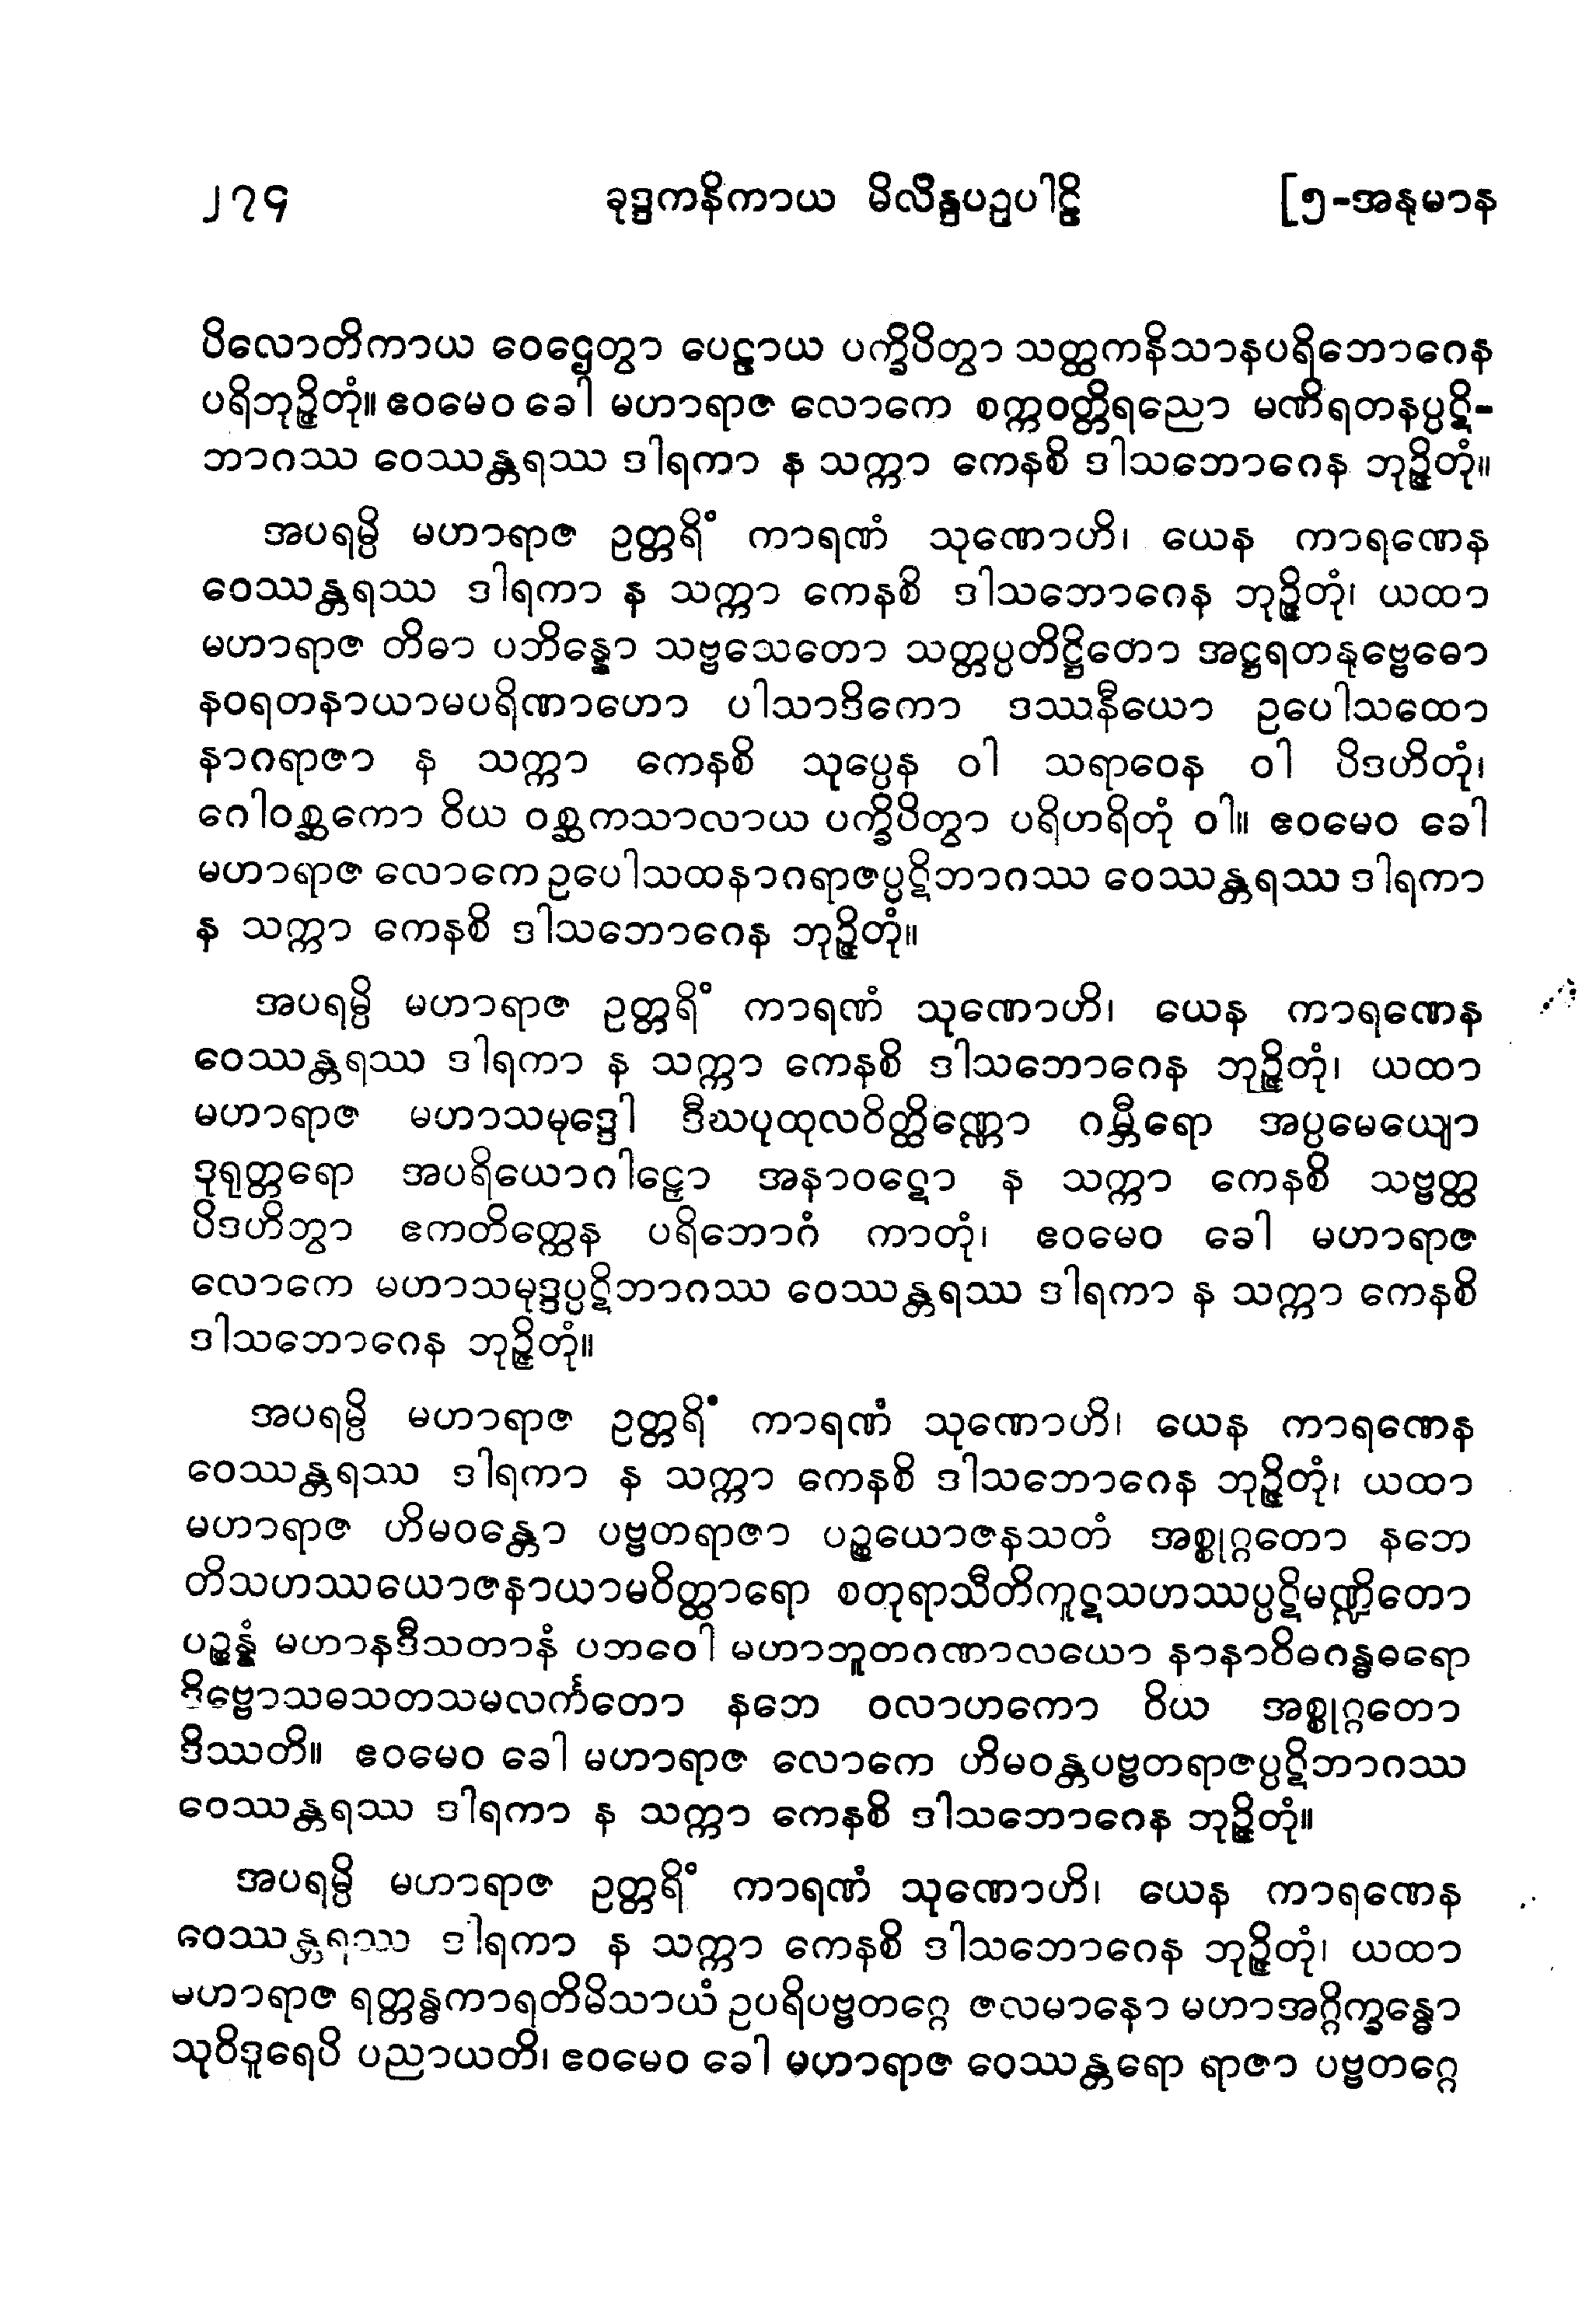 ၂၇၄ ခုဒ္ဒကနိကာယ မိလိန္ဒပဉှပါဠိ [၅-အနုမာန
ပိလောတိကာယ ဝေဌေတွာ ပေဠာယ ပက္ခိပိတွာ သတ္ထကနိသာနပရိဘောဂေန
ပရိဘုဉ္ဇိတုံ။ ဧဝမေဝ ခေါ မဟာရာဇ လောကေ စက္ကဝတ္တိရညော မဏိရတနပ္ပဋိ-
ဘာဂဿ ဝေဿန္တရဿ ဒါရကာ န သက္ကာ ကေနစိ ဒါသဘောဂေန ဘုဉ္ဇိတုံ။
အပရမ္ပိ မဟာရာဇ ဥတ္တရိံ ကာရဏံ သုဏောဟိ၊ ယေန ကာရဏေန
ဝေဿန္တရဿ ဒါရကာ န သက္ကာ ကေနစိ ဒါသဘောဂေန ဘုဉ္ဇိတုံ၊ ယထာ
မဟာရာဇ တိဓာ ပဘိန္နော သဗ္ဗသေတော သတ္တပ္ပတိဋ္ဌိတော အဋ္ဌရတနုဗ္ဗေဓော
နဝရတနာယာမပရိဏာဟော ပါသာဒိကော ဒဿနီယော ဥပေါသထော
နာဂရာဇာ န သက္ကာ ကေနစိ သုပ္ပေန ဝါ သရာဝေန ဝါ ပိဒဟိတုံ၊
ဂေါဝစ္ဆကော ဝိယ ဝစ္ဆကသာလာယ ပက္ခိပိတွာ ပရိဟရိတုံ ဝါ။ ဧဝမေဝ ခေါ
မဟာရာဇ လောကေ ဥပေါသထနာဂရာဇပ္ပဋိဘာဂဿ ဝေဿန္တရဿ ဒါရကာ
န သက္ကာ ကေနစိ ဒါသဘောဂေန ဘုဉ္ဇိတုံ။
အပရမ္ပိ မဟာရာဇ ဥတ္တရိံ ကာရဏံ သုဏောဟိ၊ ယေန ကာရဏေန
ဝေဿန္တရဿ ဒါရကာ န သက္ကာ ကေနစိ ဒါသဘောဂေန ဘုဉ္ဇိတုံ၊ ယထာ
မဟာရာဇ မဟာသမုဒ္ဒေါ ဒီဃပုထုလဝိတ္ထိဏ္ဏော ဂမ္ဘီရော အပ္ပမေယျော
ဒုရုတ္တရော အပရိယောဂါဠှော အနာဝဋော န သက္ကာ ကေနစိ သဗ္ဗတ္ထ
ပိဒဟိတွာ ဧကတိတ္ထေန ပရိဘောဂံ ကာတုံ၊ ဧဝမေဝ ခေါ မဟာရာဇ
လောကေ မဟာသမုဒ္ဒပ္ပဋိဘာဂဿ ဝေဿန္တရဿ ဒါရကာ န သက္ကာ ကေနစိ
ဒါသဘောဂေန ဘုဉ္ဇိတုံ။
အပရမ္ပိ မဟာရာဇ ဥတ္တရိံ ကာရဏံ သုဏောဟိ၊ ယေန ကာရဏေန
ဝေဿန္တရဿ ဒါရကာ န သက္ကာ ကေနစိ ဒါသဘောဂေန ဘုဉ္ဇိတုံ၊ ယထာ
မဟာရာဇ ဟိမဝန္တော ပဗ္ဗတရာဇာ ပဉ္စယောဇနသတံ အစ္စုဂ္ဂတော နဘေ
တိသဟဿယောဇနာယာမဝိတ္ထာရော စတုရာသီတိကူဋသဟဿပ္ပဋိမဏ္ဍိတော
ပဉ္စန္နံ မဟာနဒီသတာနံ ပဘဝေါ မဟာဘူတဂဏာလယော နာနာဝိဓဂန္ဓဓရော
ဒိဗ္ဗောသဓသတသမလင်္ကတော နဘေ ဝလာဟကော ဝိယ အစ္စုဂ္ဂတော
ဒိဿတိ။ ဧဝမေဝ ခေါ မဟာရာဇ လောကေ ဟိမဝန္တပဗ္ဗတရာဇပ္ပဋိဘာဂဿ
ဝေဿန္တရဿ ဒါရကာ န သက္ကာ ကေနစိ ဒါသဘောဂေန ဘုဉ္ဇိတုံ။
အပရမ္ပိ မဟာရာဇ ဥတ္တရိံ ကာရဏံ သုဏောဟိ၊ ယေန ကာရဏေန
ဝေဿန္တရဿ ဒါရကာ န သက္ကာ ကေနစိ ဒါသဘောဂေန ဘုဉ္ဇိတုံ၊ ယထာ
မဟာရာဇ ရတ္တန္ဓကာရတိမိသာယံ ဥပရိပဗ္ဗတဂ္ဂေ ဇလမာနော မဟာအဂ္ဂိက္ခန္ဓော
သုဝိဒူရေပိ ပညာယတိ၊ ဧဝမေဝ ခေါ မဟာရာဇ ဝေဿန္တရော ရာဇာ ပဗ္ဗတဂ္ဂေ